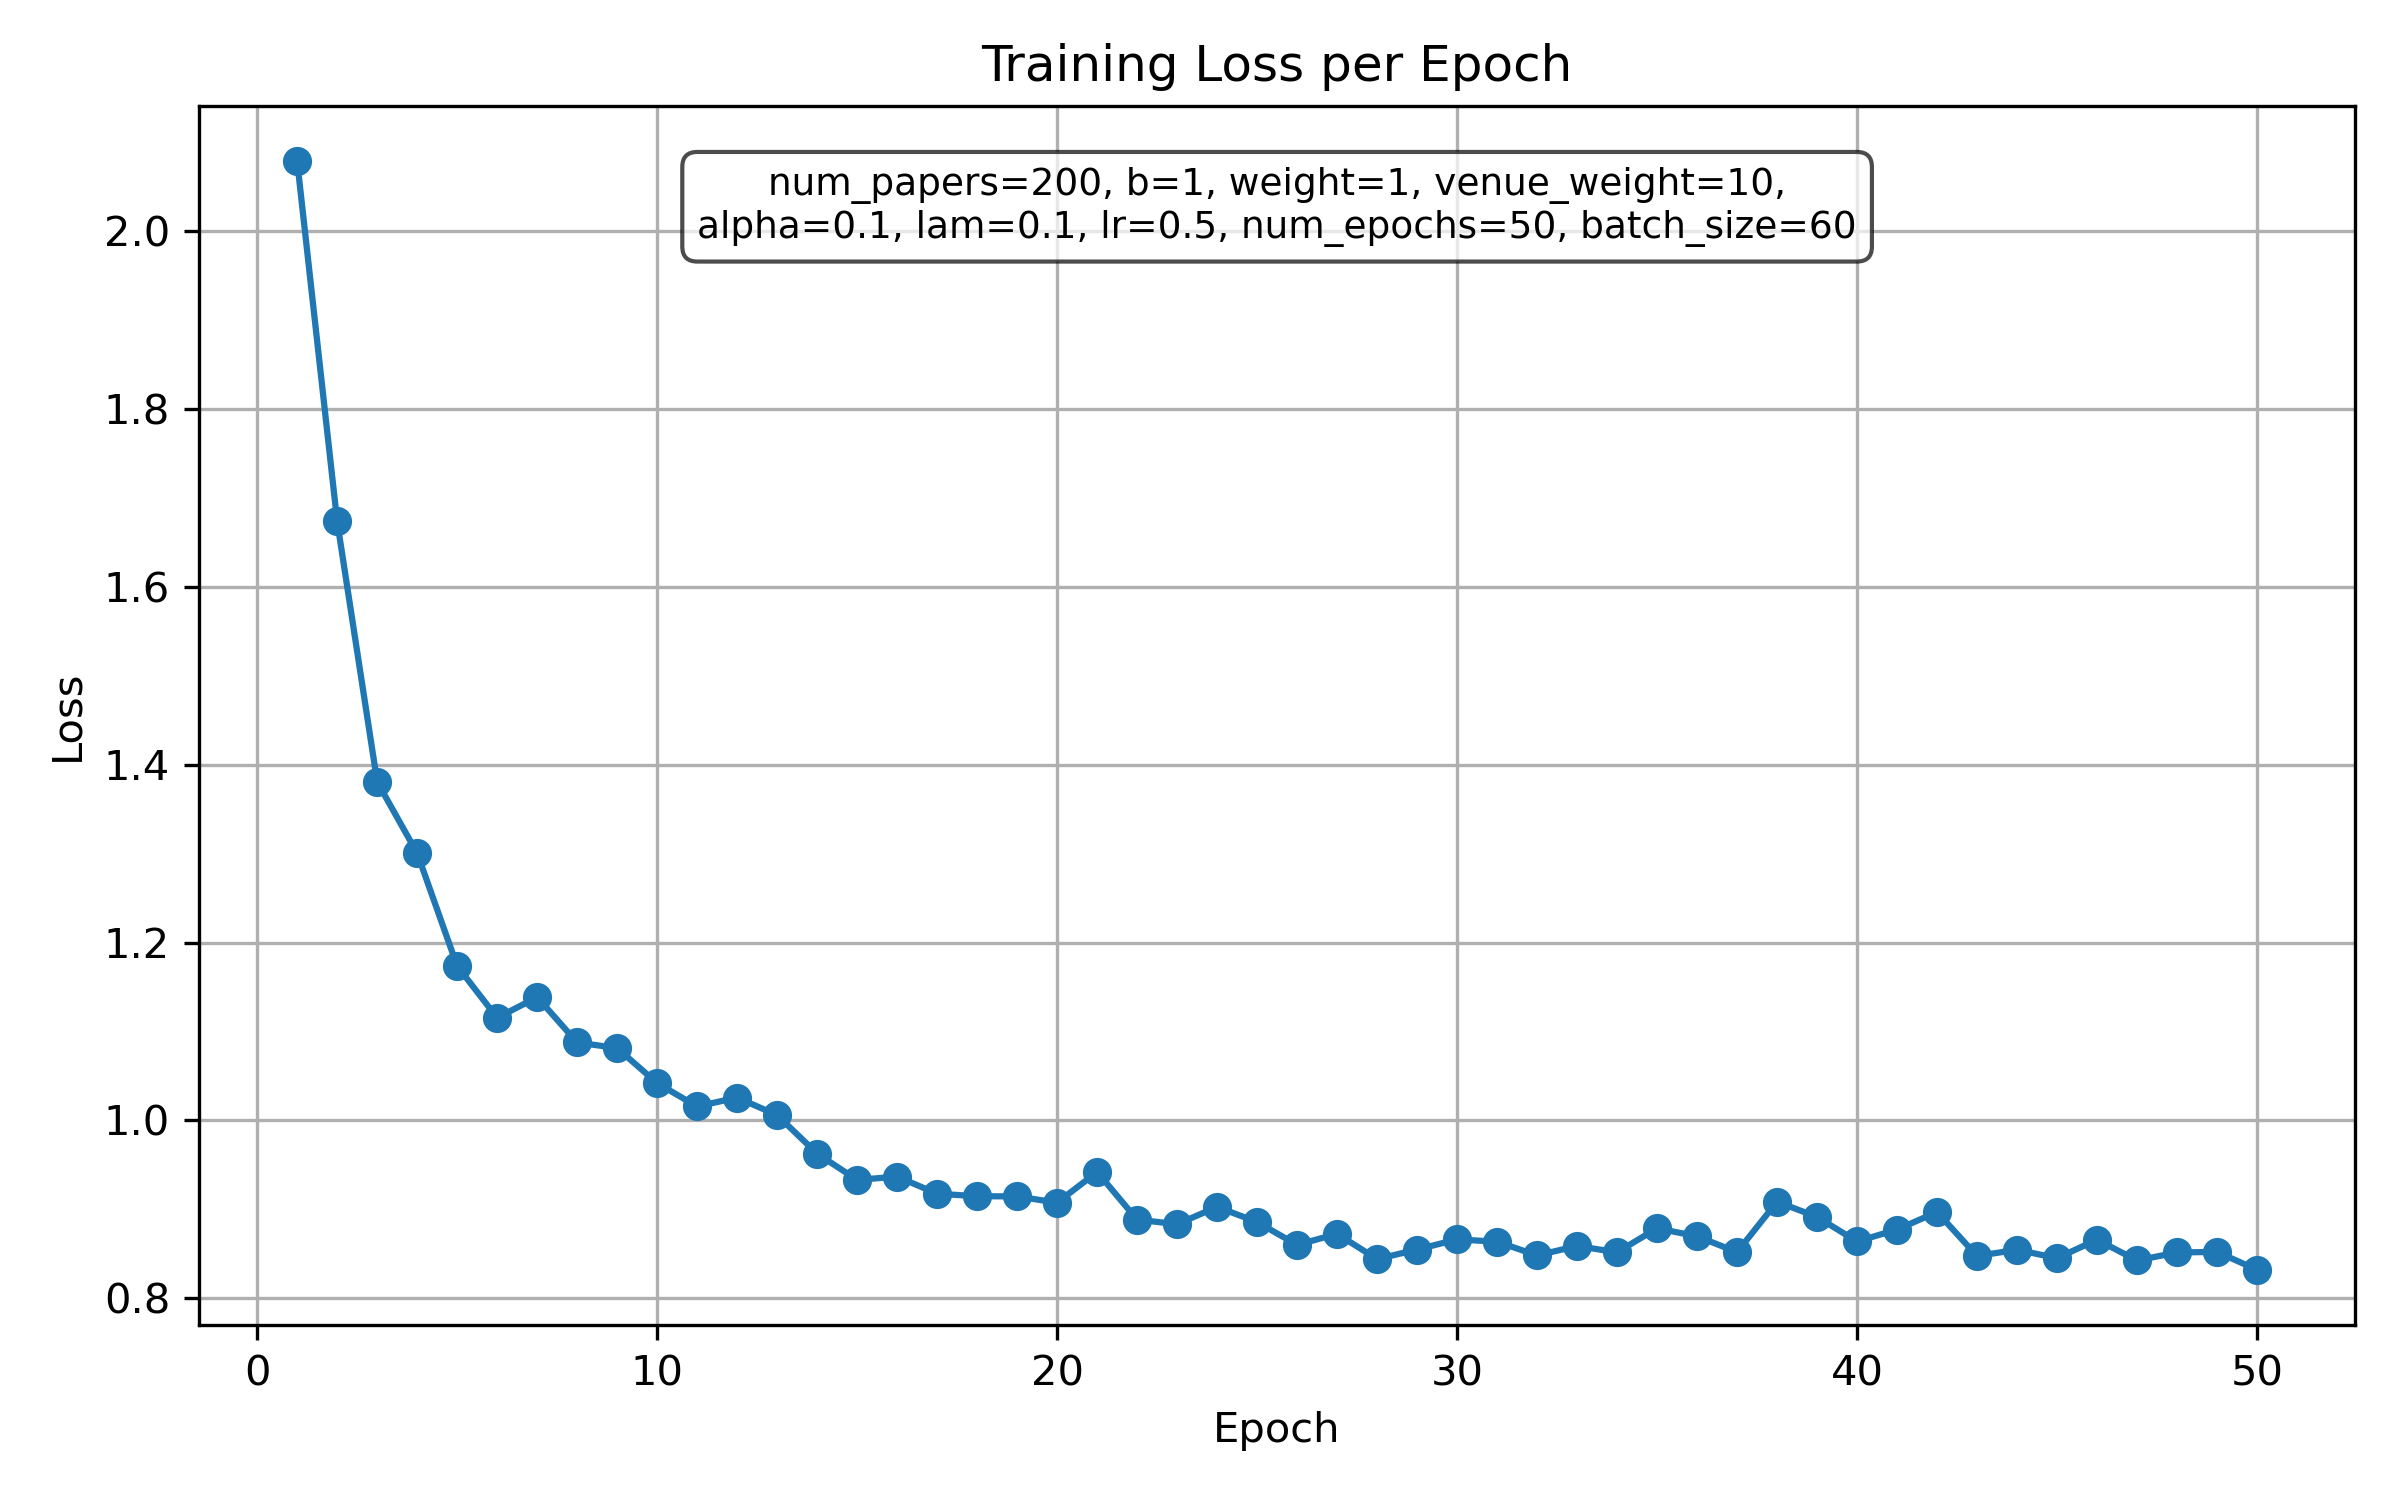 Training Loss per Epoch
num_papers=200, b=1, weight=1, venue_weight=10,
alpha=0.1, lam=0.1, lr=0.5, num_epochs=50, batch_size=60
2.0
1.8
1.6
1.4
1.2
1.0
0.8
Loss
0 10 20 30 40 50
Epoch